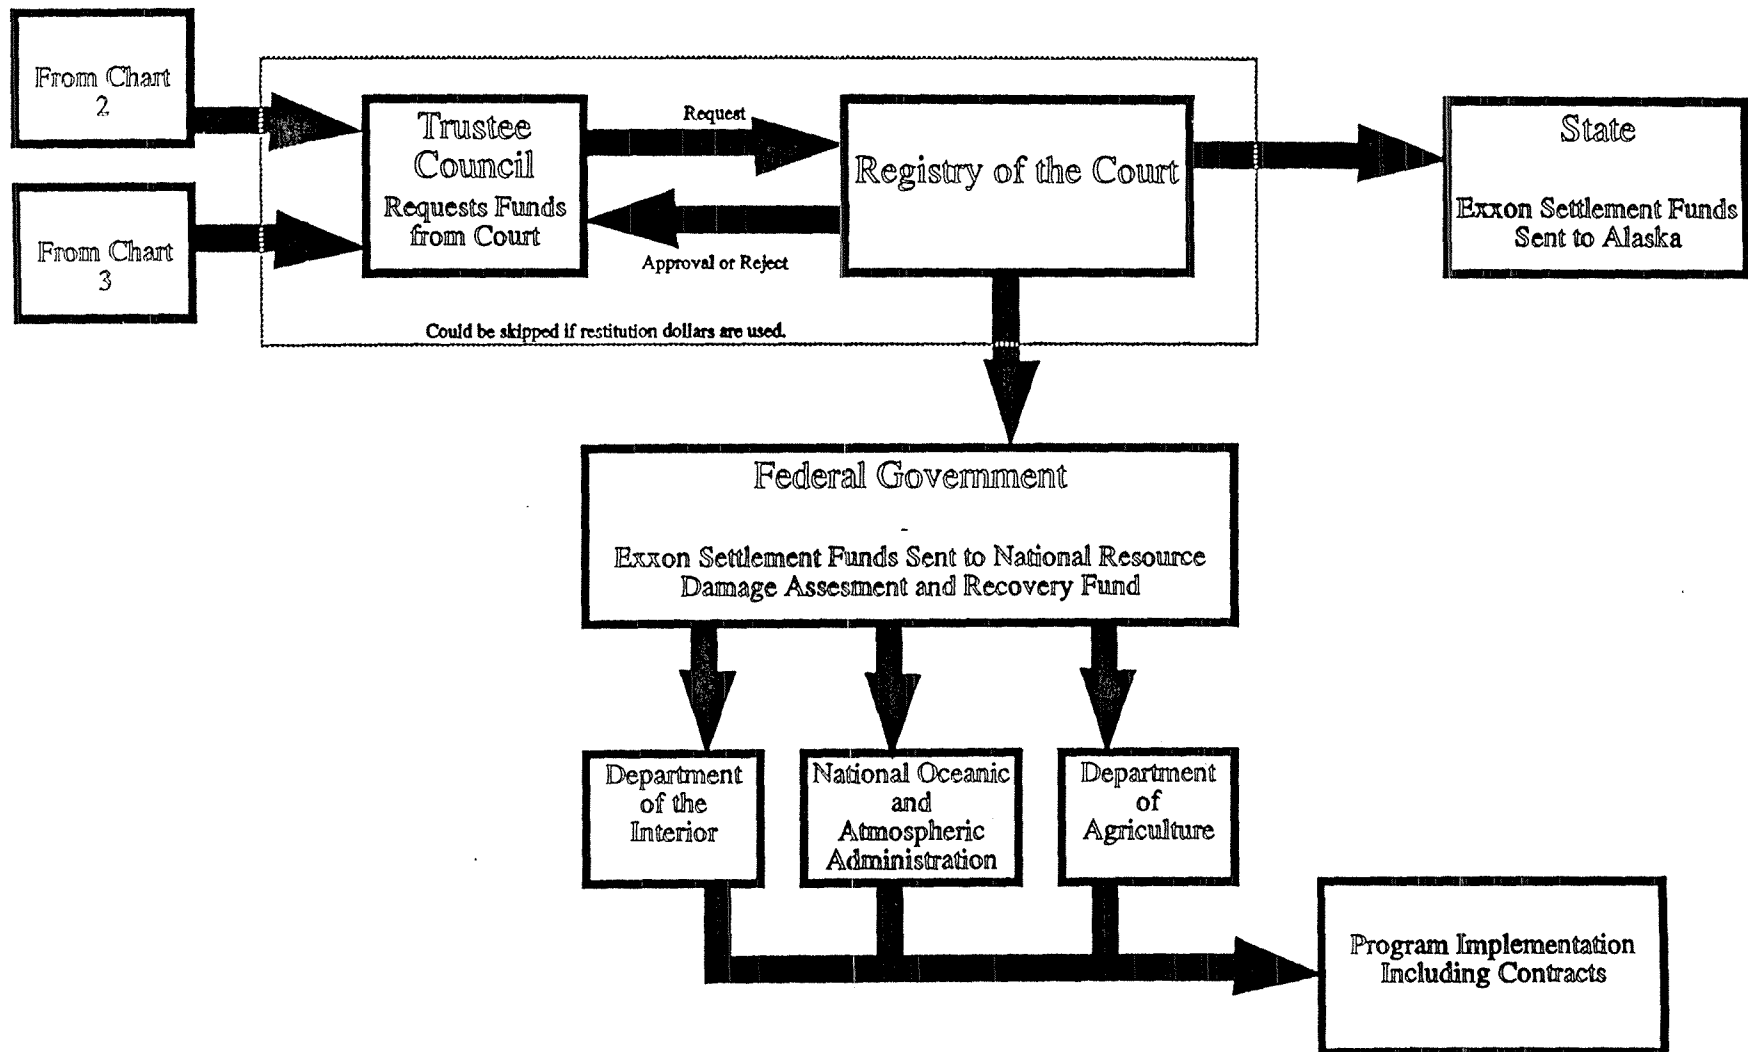 From Chart
2
From Chart
3
Trustee
Council
Requests Funds
from Court
Request
Approval or Reject
Registry of the Court
State
Exxon Settlement Funds
Sent to Alaska
Could be skipped if restitution dollars are used.
Federal Government
Exxon Settlement Funds Sent to National Resource
Damage Assesment and Recovery Fund
Department
of the
Interior
National Oceanic
and
Atmospheric
Administration
Department
of
Agriculture
Program Implementation
Including Contracts